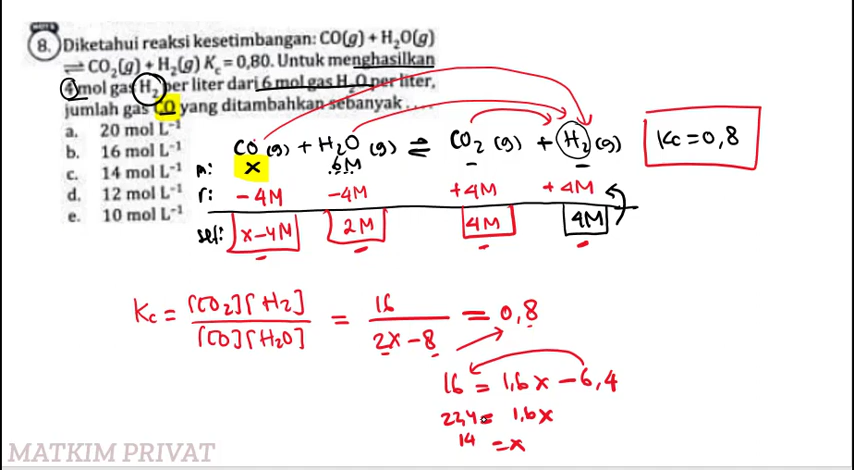 8. Diketahui reaksi kesetimbangan: CO(g) + H₂O(g)
⇌ CO₂(g) + H₂(g) Kc = 0,80. Untuk menghasilkan
4 mol gas H₂ per liter dari 6 mol gas H₂O per liter,
jumlah gas CO yang ditambahkan sebanyak . . . .
a. 20 mol L⁻¹
b. 16 mol L⁻¹
c. 14 mol L⁻¹
d. 12 mol L⁻¹
e. 10 mol L⁻¹
CO (g) + H₂O (g) ⇌ CO₂ (g) + H₂ (g)
Kc = 0,8
m: x 6M
r: -4M -4M +4M +4M
set: x-4M 2M 4M 4M
Kc = [CO₂][H₂] / [CO][H₂O] = 16 / 2x-8 = 0,8
16 = 1,6x - 6,4
22,4 = 1,6x
14 = x
MATKIM PRIVAT